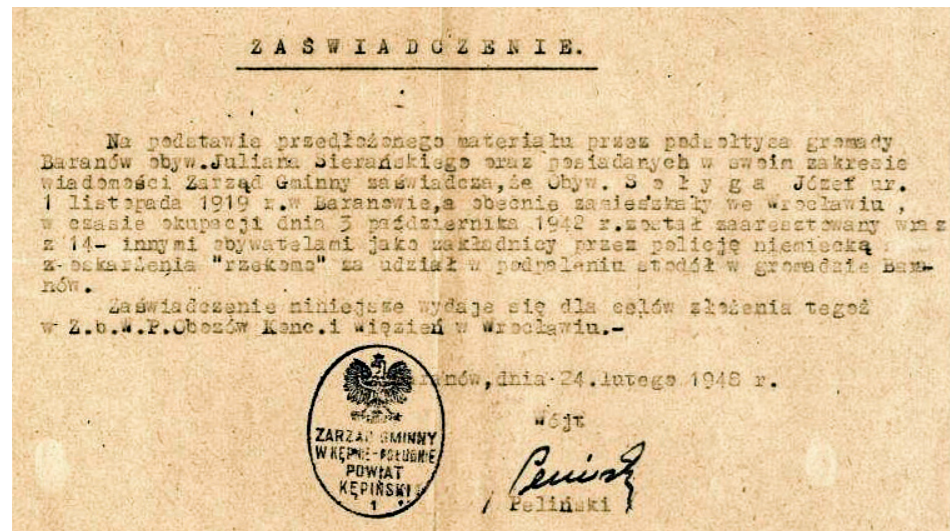 ZAŚWIADCZENIE.
Na podstawie przedłożonego materiału przez podsołtysa gromady
Baranów obyw.Juliana Sierańskiego oraz posiadanych w swoim zakresie
wiadomości Zarząd Gminny zaświadcza,że Obyw. S o ł y g a Józef ur.
1 listopada 1919 r.w Baranowie,a obecnie zamieszkały we Wrocławiu ,
w czasie okupacji dnia 3 października 1942 r.został zaaresztowany wraz
z 14- innymi obywatelami jako zakładnicy przez policję niemiecką
z-oskarżenia "rzekomo" za udział w podpaleniu stodół w gromadzie Bara-
nów.
Zaświadczenie niniejsze wydaje się dla celów złożenia tegoż
w Z.b.W.P.Obozów Konc.i Więzień w Wrocławiu.-
Baranów,dnia 24.lutego 1948 r.
Wójt
ZARZĄD GMINNY
W KĘPNIE-POŁUDNIE
POWIAT
KĘPIŃSKI
1
/ Peliński /